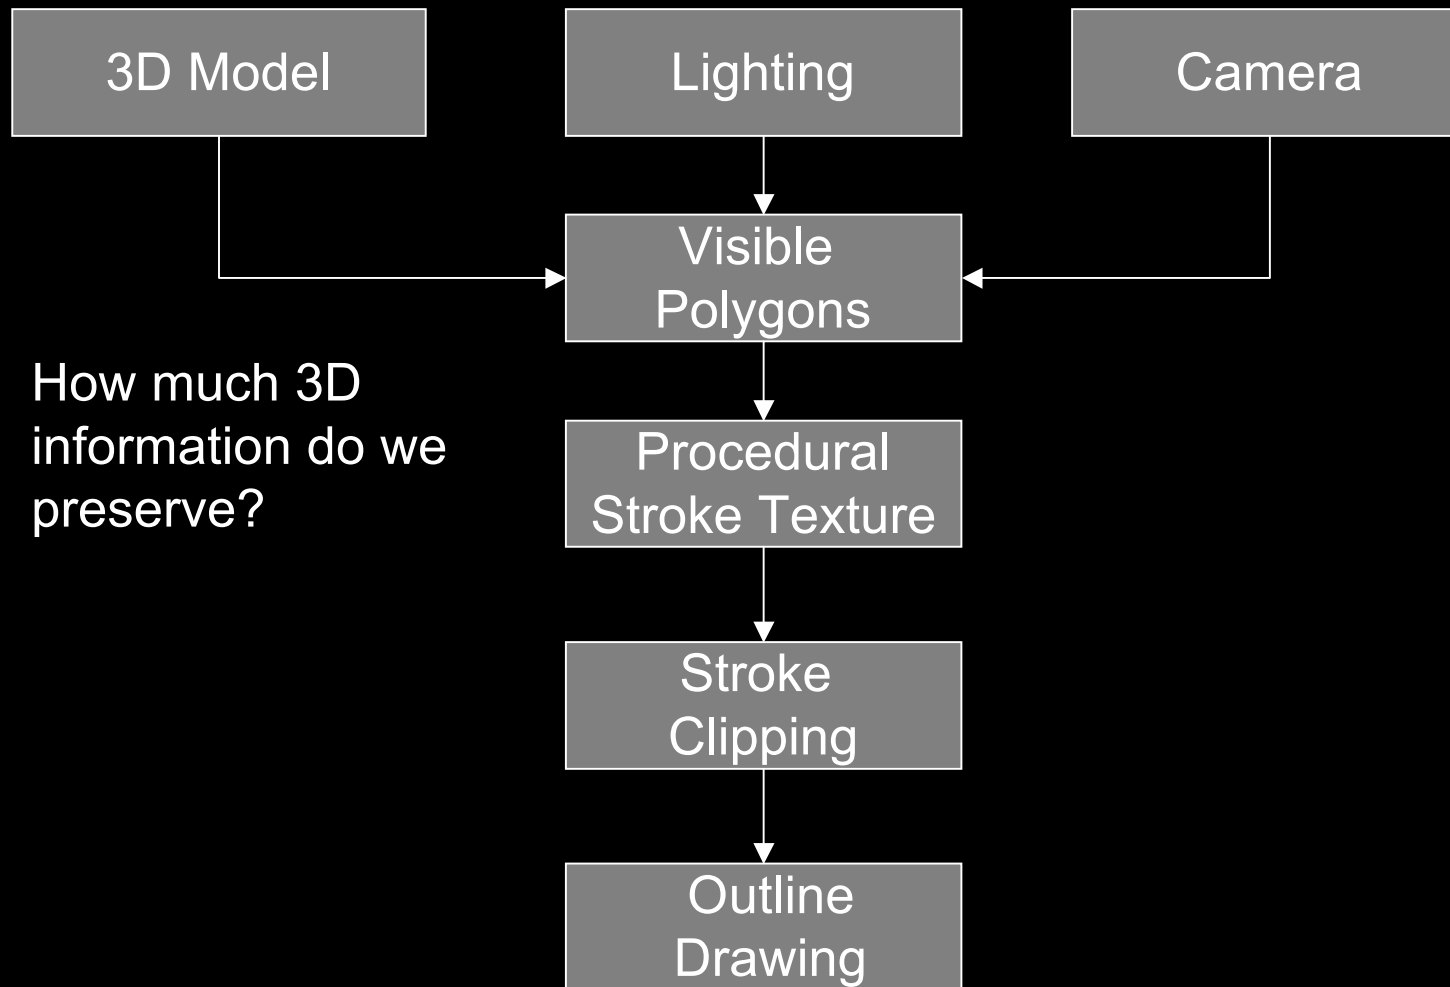 3D Model
Lighting
Camera
Visible
Polygons
How much 3D
information do we
preserve?
Procedural
Stroke Texture
Stroke
Clipping
Outline
Drawing